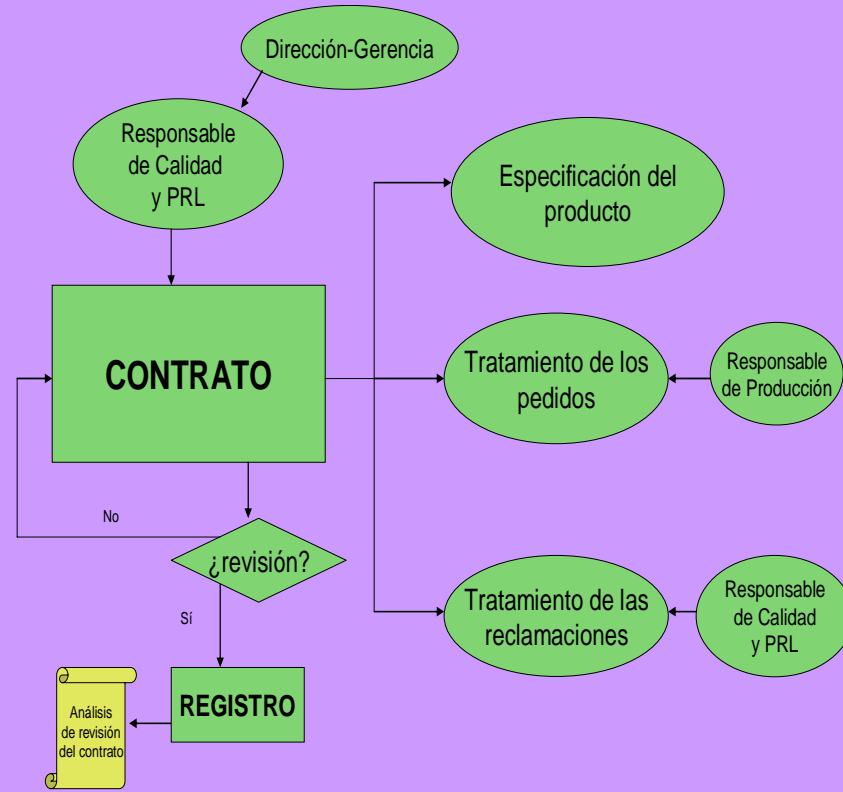 Dirección-Gerencia
Responsable
de Calidad
y PRL
Especificación del
producto
CONTRATO
Tratamiento de los
pedidos
Responsable
de Producción
No
¿revisión?
Sí
Tratamiento de las
reclamaciones
Responsable
de Calidad
y PRL
REGISTRO
Análisis
de revisión
del contrato